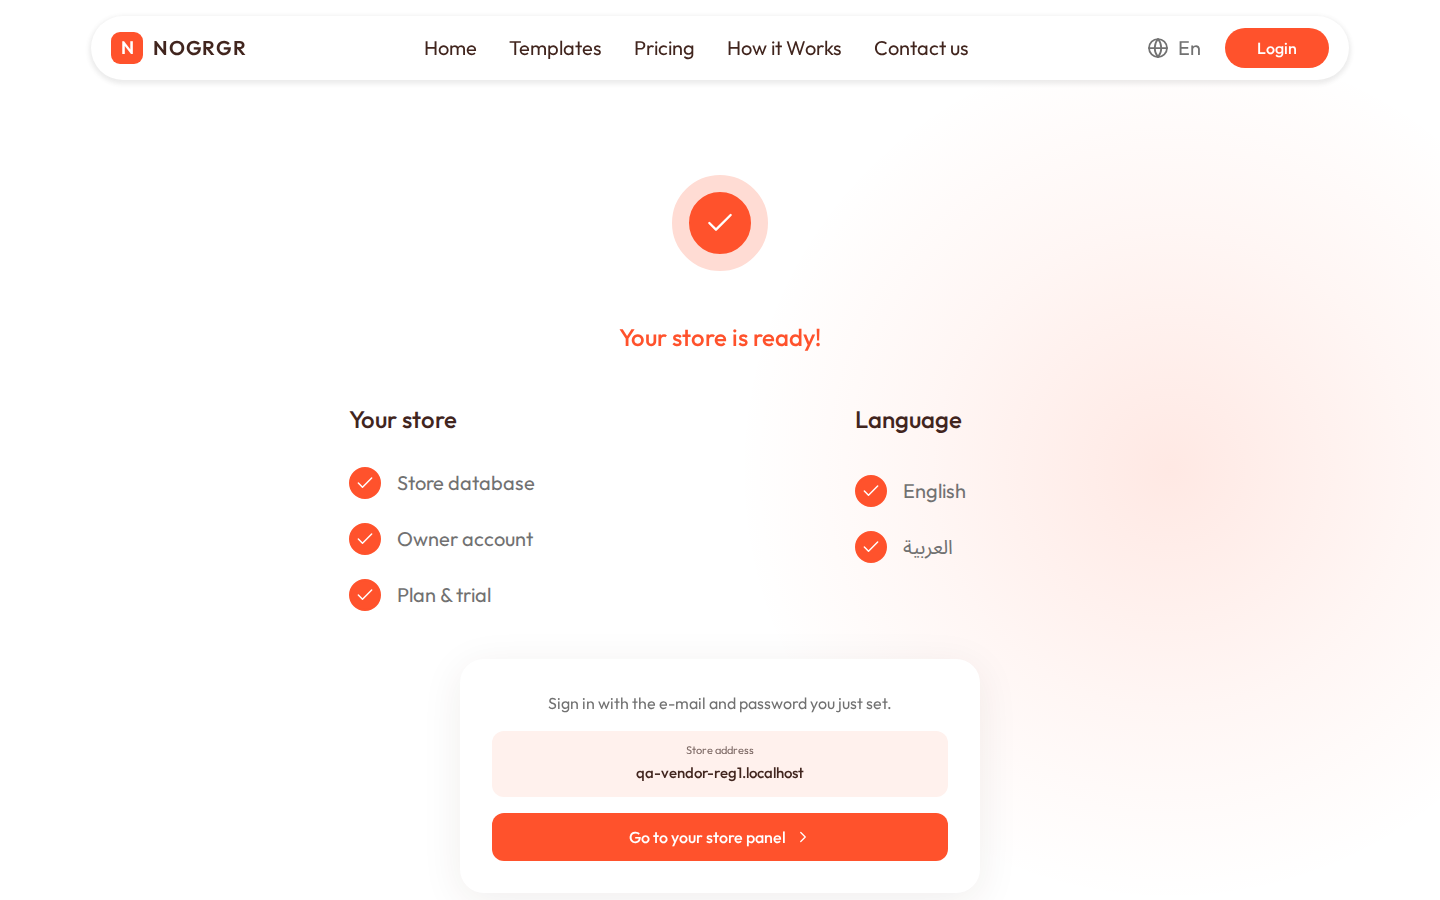 N NOGRGR
Home Templates Pricing How it Works Contact us
En
Login
Your store is ready!
Your store
Store database
Owner account
Plan & trial
Language
English
العربية
Sign in with the e-mail and password you just set.
Store address
qa-vendor-reg1.localhost
Go to your store panel